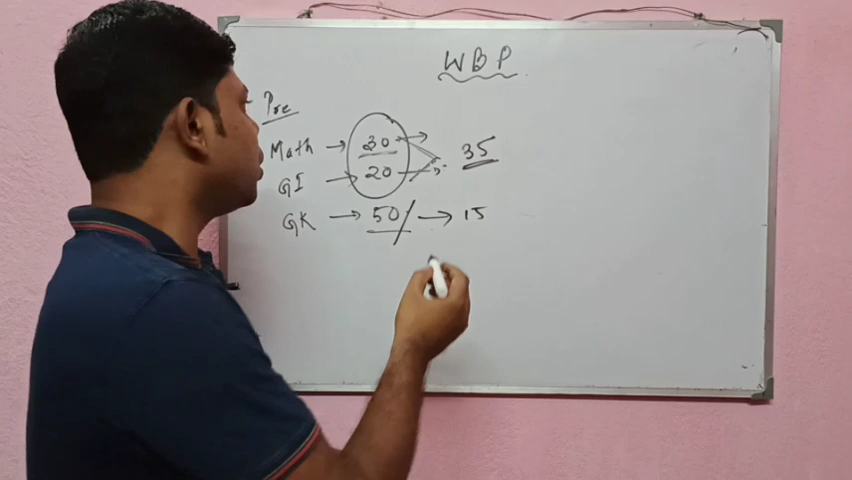 WBP
Pre
Math → 30 → 35
GI → 20
GK → 50/ → 15